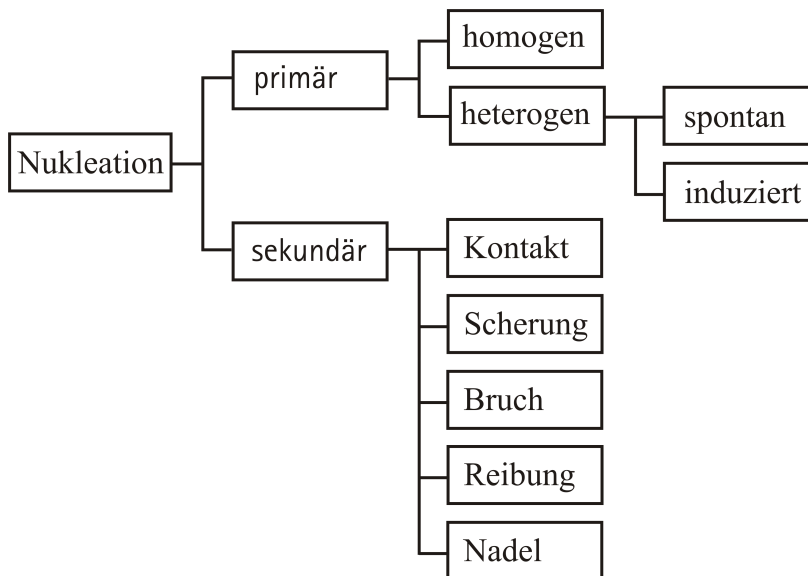 Nukleation
primär
homogen
heterogen
spontan
induziert
sekundär
Kontakt
Scherung
Bruch
Reibung
Nadel